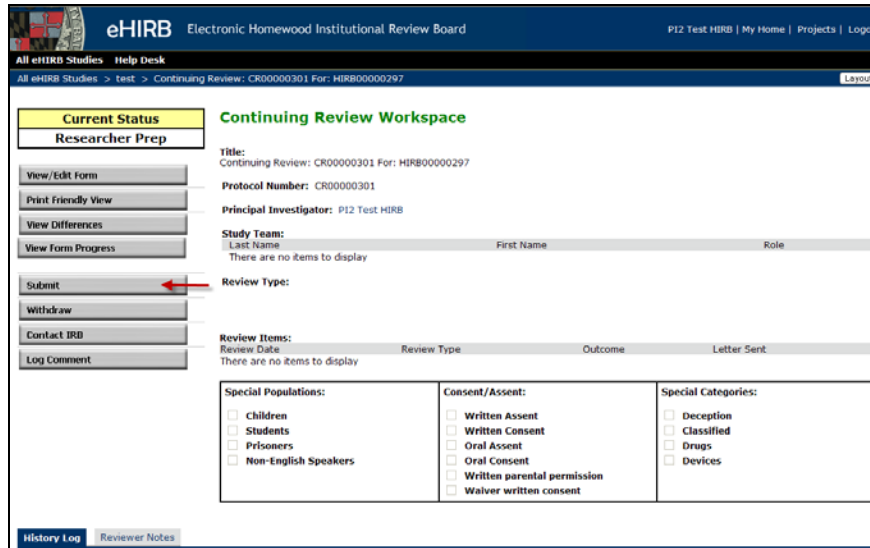 eHIRB Electronic Homewood Institutional Review Board PI2 Test HIRB | My Home | Projects |
All eHIRB Studies Help Desk
All eHIRB Studies > test > Continuing Review: CR00000301 For: HIRB00000297
Current Status
Researcher Prep
View/Edit Form
Print Friendly View
View Differences
View Form Progress
Submit
Withdraw
Contact IRB
Log Comment
Continuing Review Workspace
Title:
Continuing Review: CR00000301 For: HIRB00000297
Protocol Number: CR00000301
Principal Investigator: PI2 Test HIRB
Study Team:
Last Name First Name Role
There are no items to display
Review Type:
Review Items:
Review Date Review Type Outcome Letter Sent
There are no items to display
Special Populations:
Children
Students
Prisoners
Non-English Speakers
Consent/Assent:
Written Assent
Written Consent
Oral Assent
Oral Consent
Written parental permission
Waiver written consent
Special Categories:
Deception
Classified
Drugs
Devices
History Log Reviewer Notes